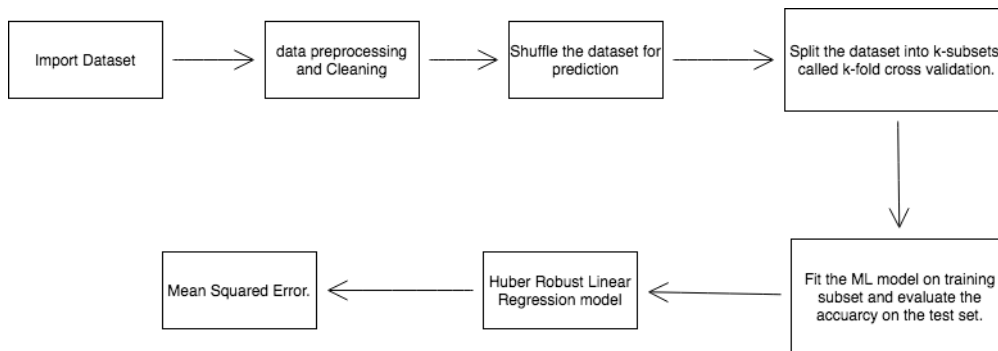 Import Dataset
data preprocessing
and Cleaning
Shuffle the dataset for
prediction
Split the dataset into k-subsets
called k-fold cross validation.
Fit the ML model on training
subset and evaluate the
accuarcy on the test set.
Huber Robust Linear
Regression model
Mean Squared Error.